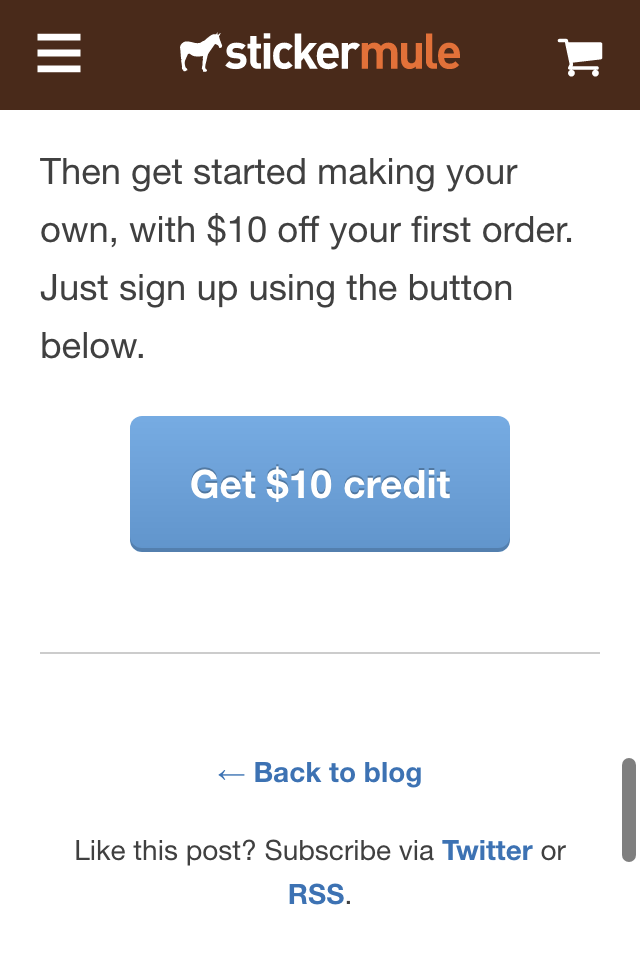 stickermule
Then get started making your
own, with $10 off your first order.
Just sign up using the button
below.
Get $10 credit
← Back to blog
Like this post? Subscribe via Twitter or
RSS.